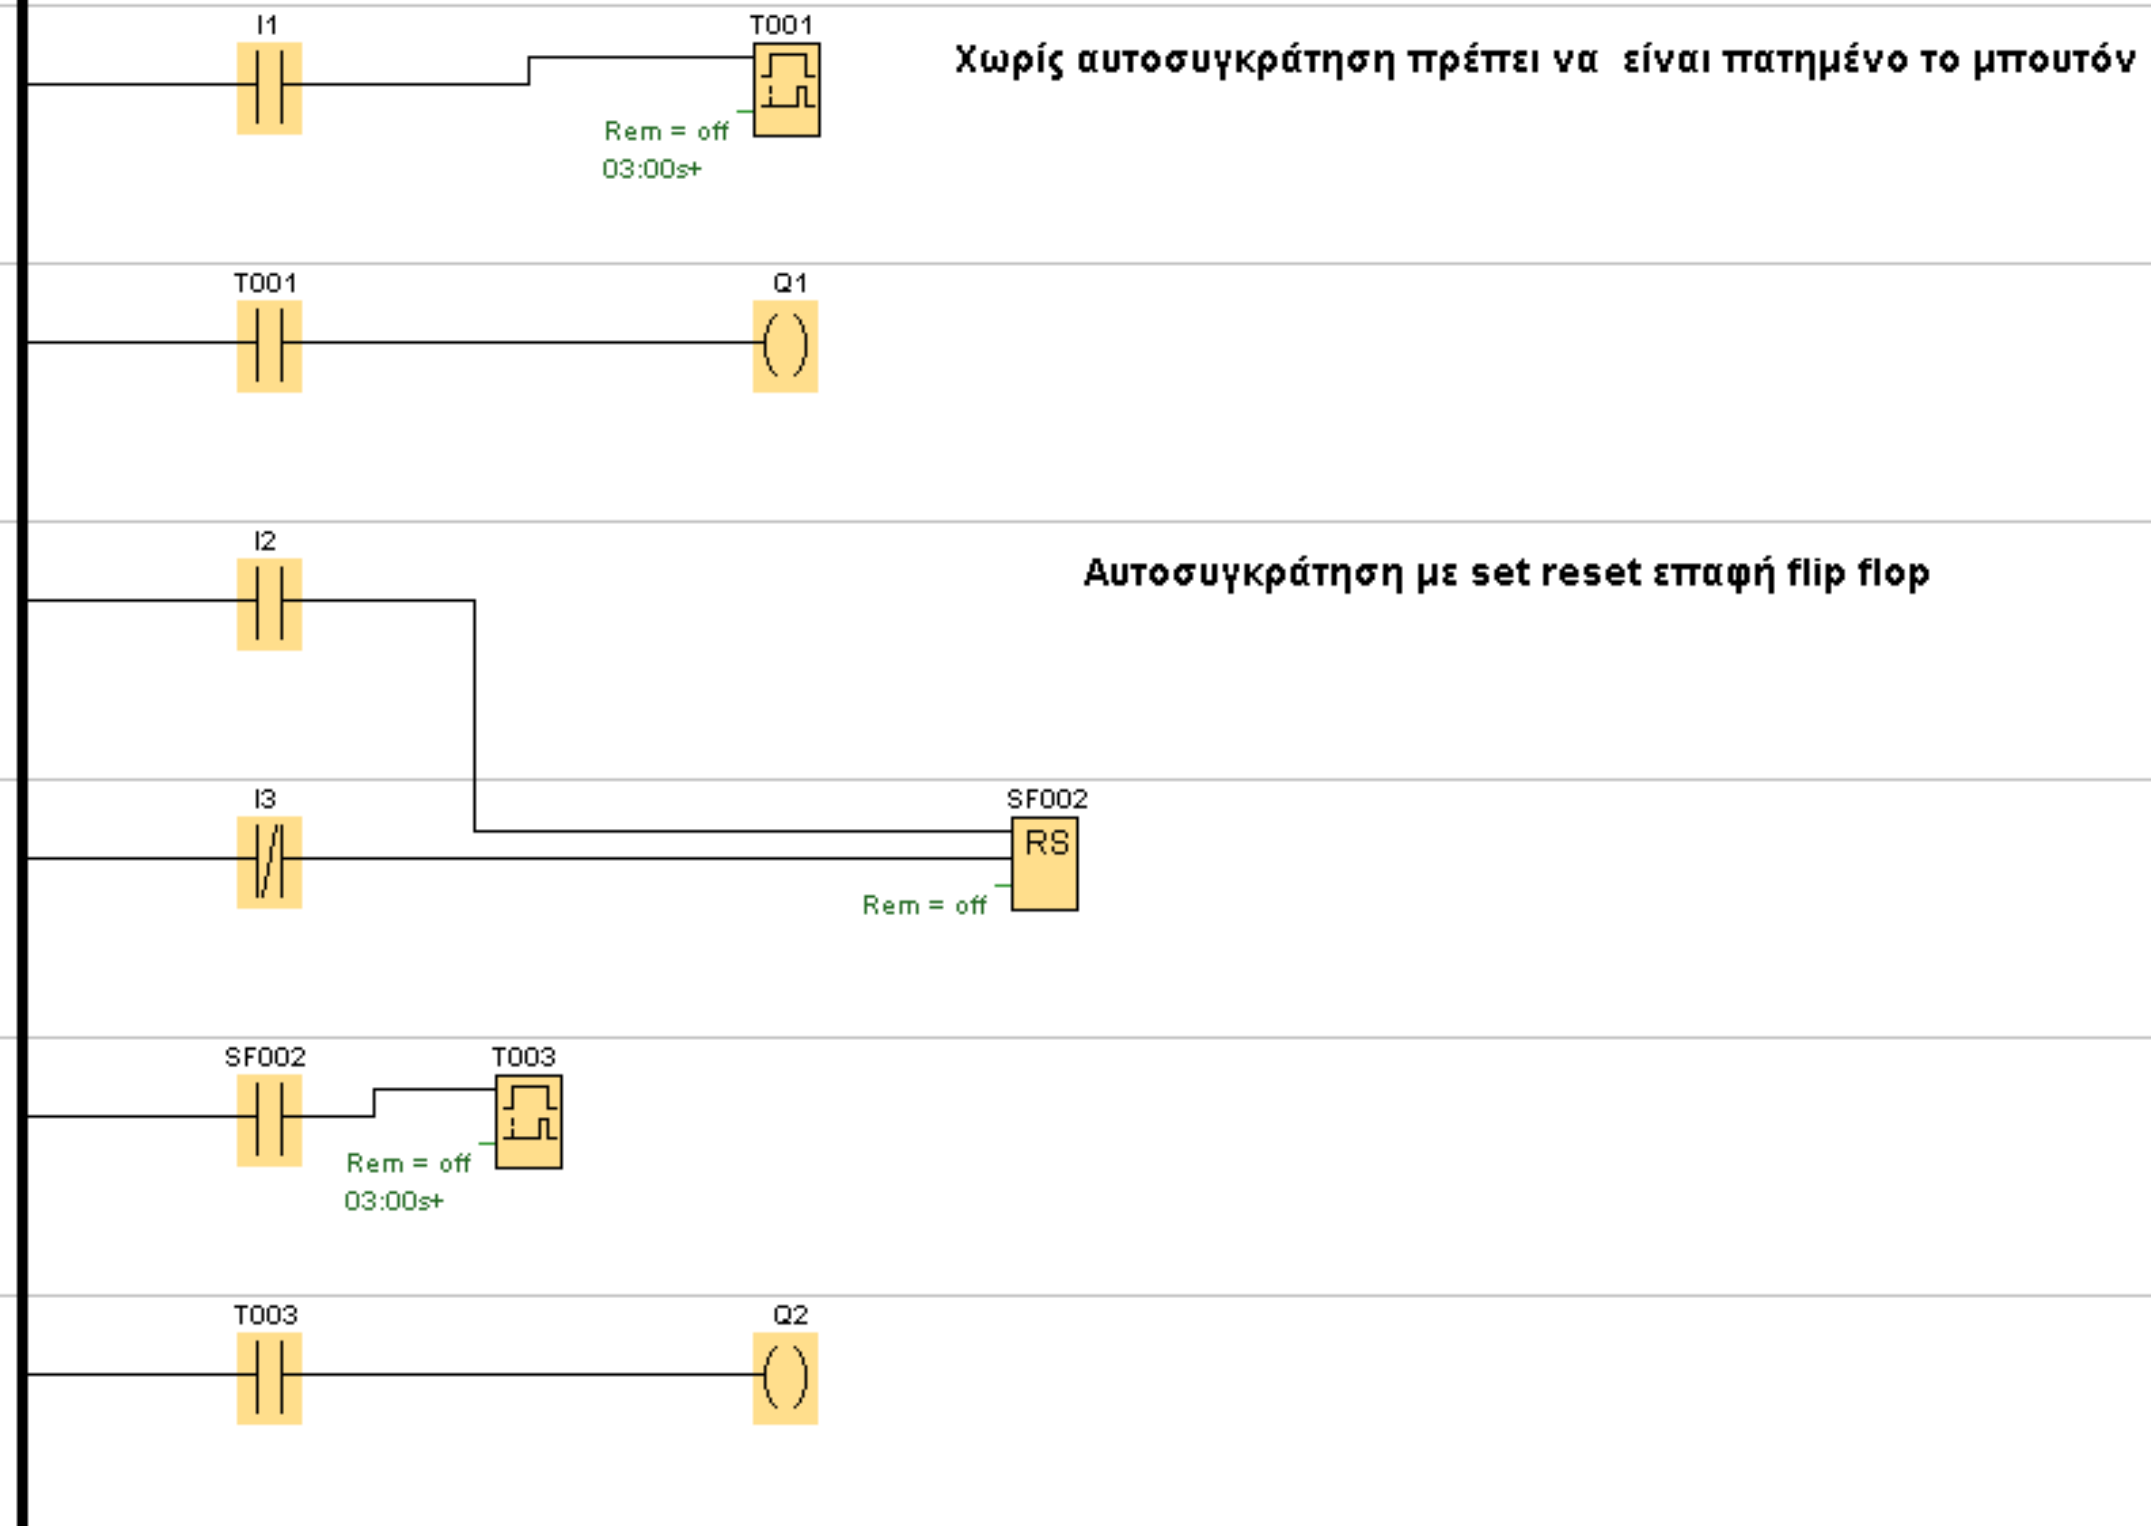 I1
T001
Χωρίς αυτοσυγκράτηση πρέπει να  είναι πατημένο το μπουτόν
Rem = off
03:00s+
T001
Q1
I2
Αυτοσυγκράτηση με set reset επαφή flip flop
I3
SF002
RS
Rem = off
SF002
T003
Rem = off
03:00s+
T003
Q2